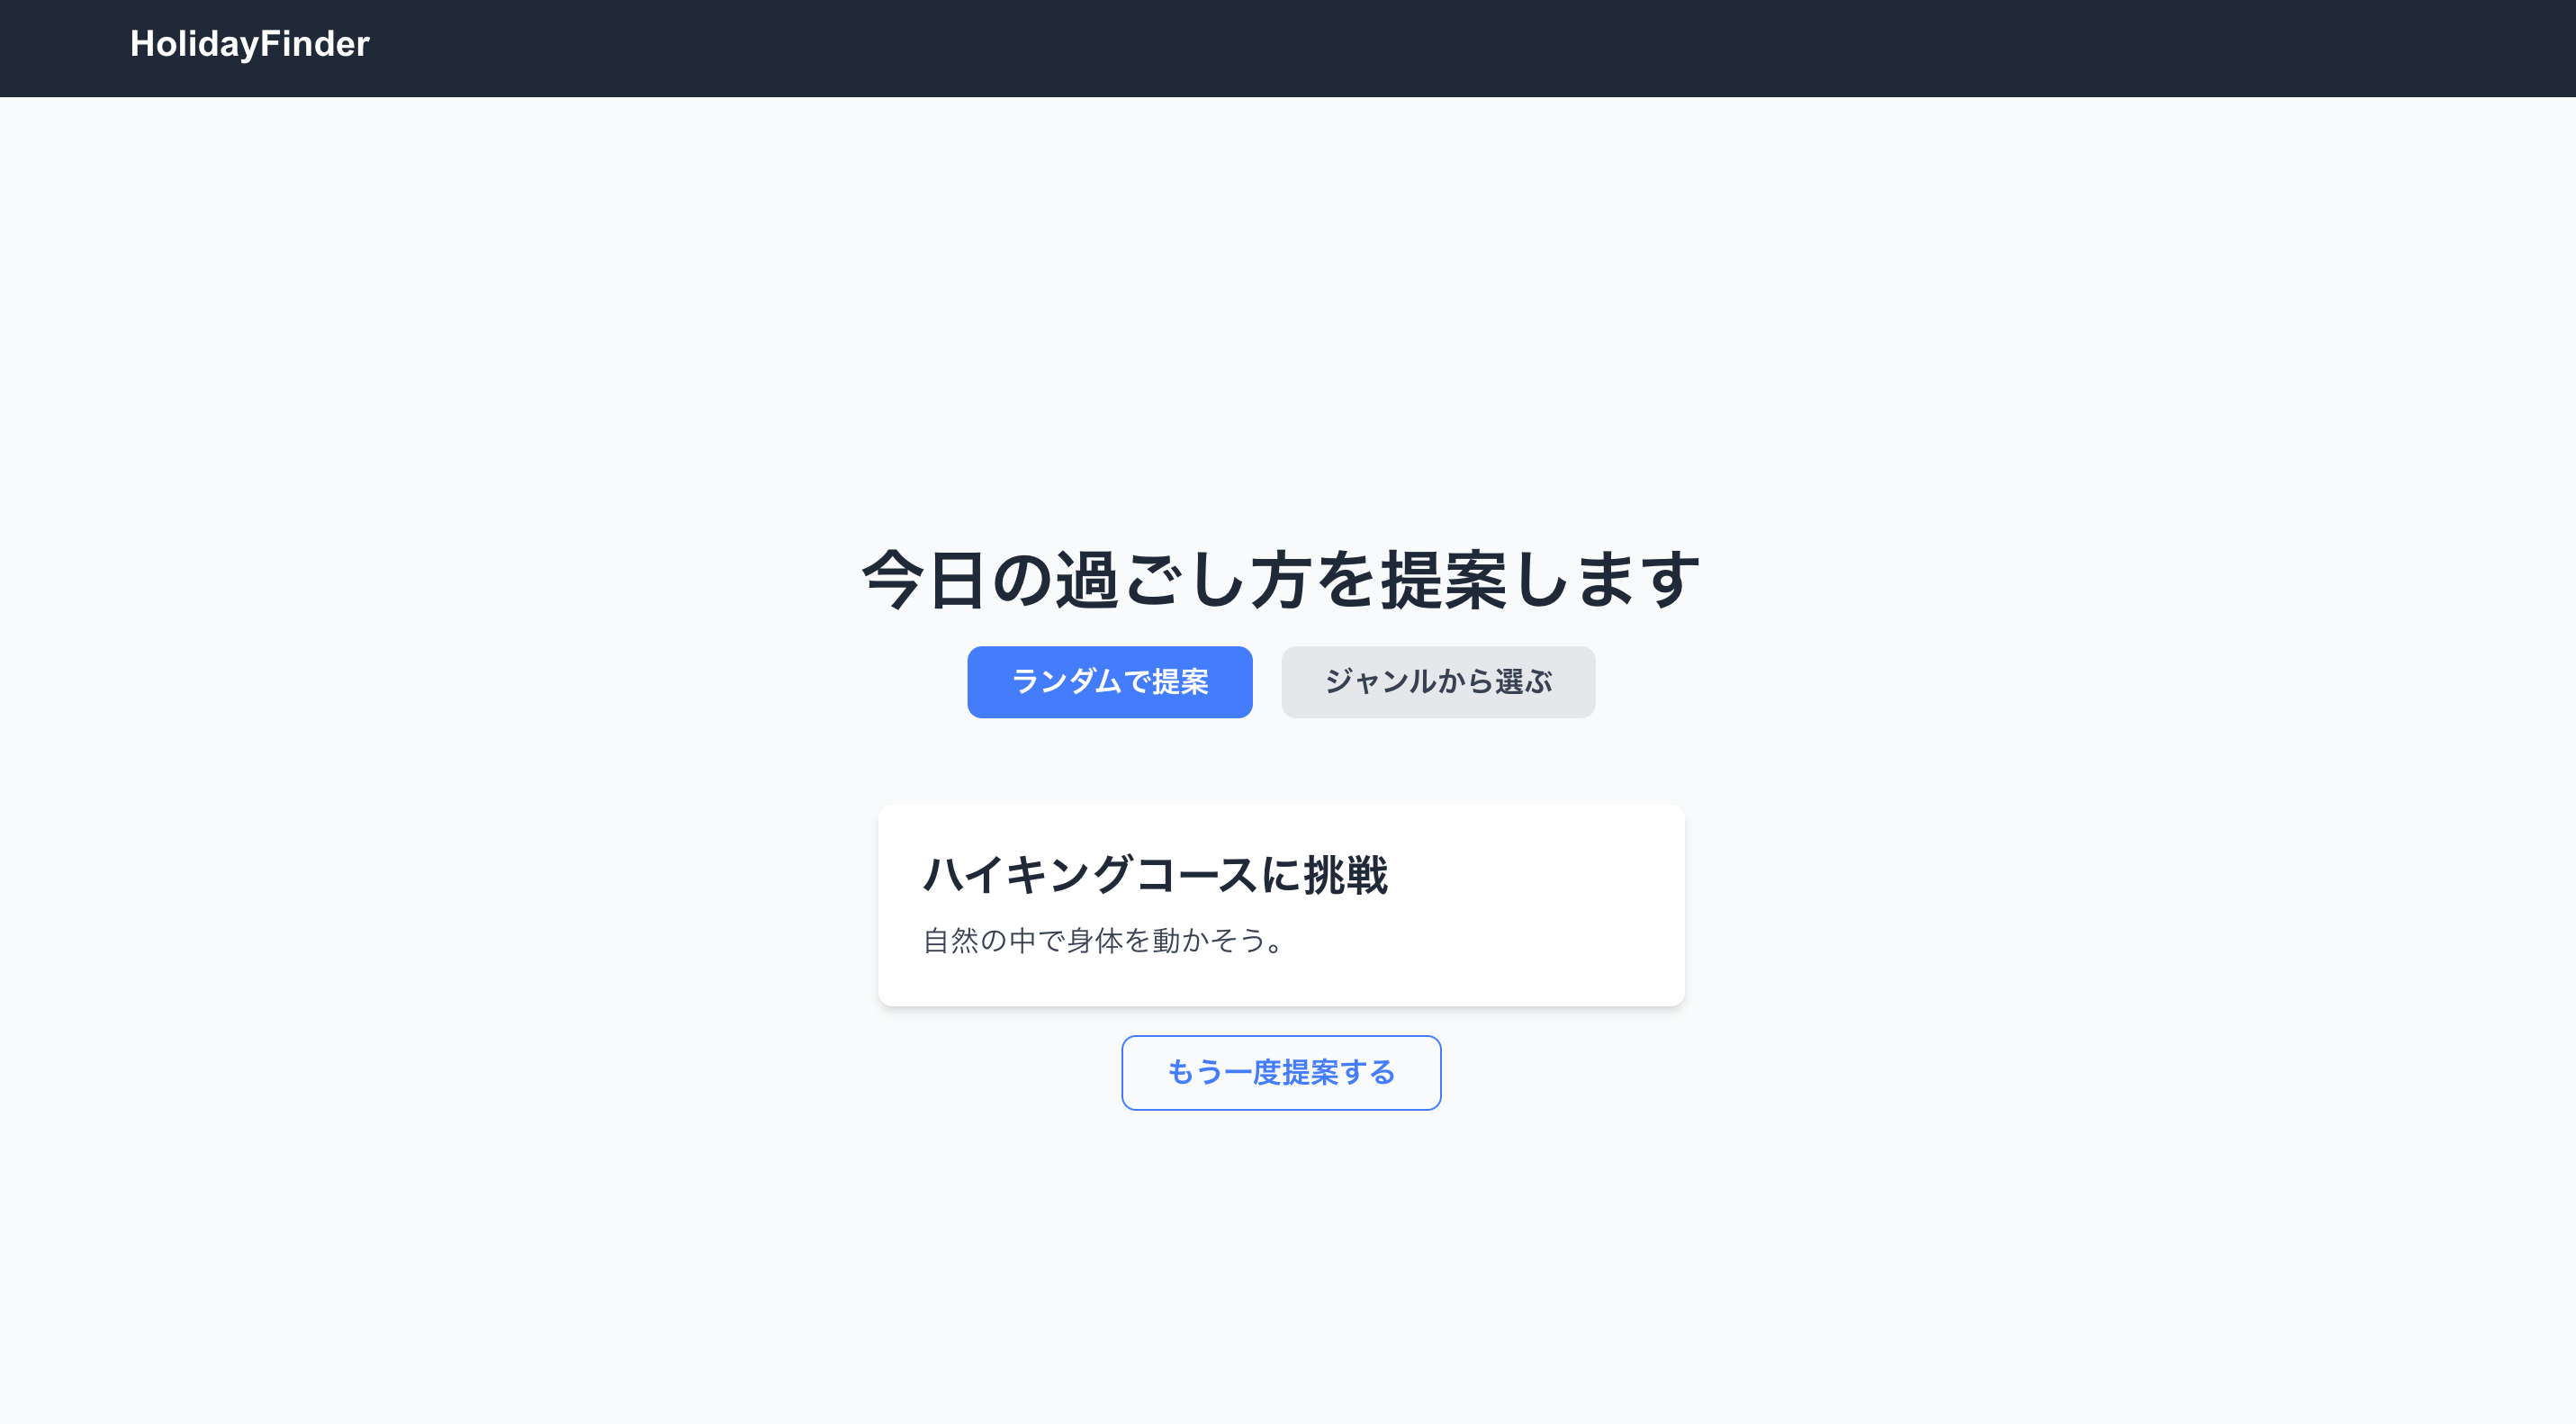 HolidayFinder
今日の過ごし方を提案します
ランダムで提案
ジャンルから選ぶ
ハイキングコースに挑戦
自然の中で身体を動かそう。
もう一度提案する